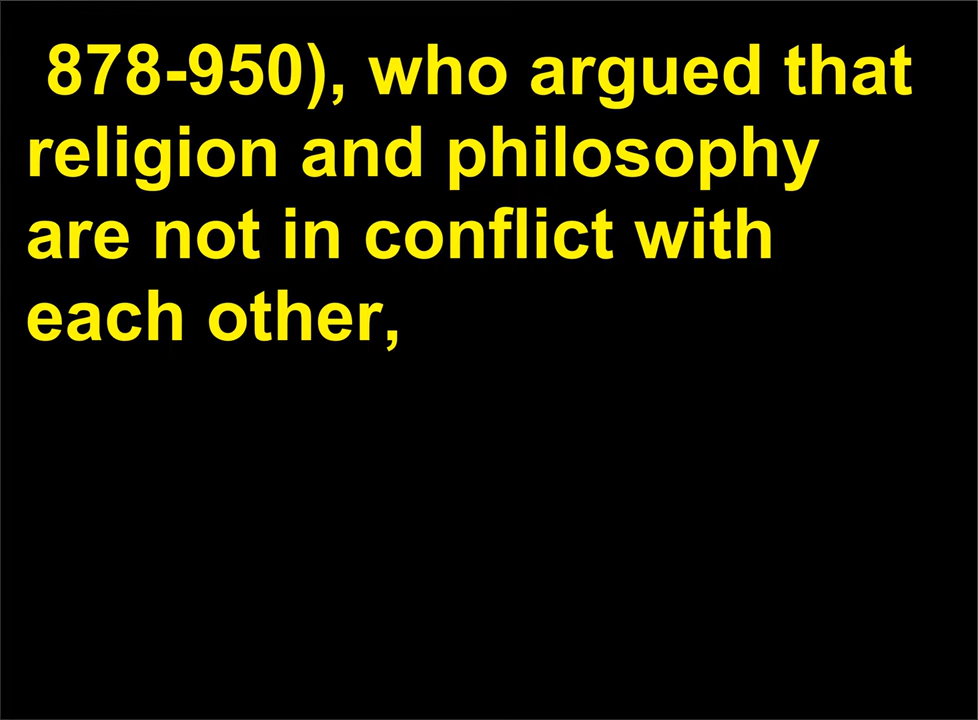 878-950), who argued that
religion and philosophy
are not in conflict with
each other,